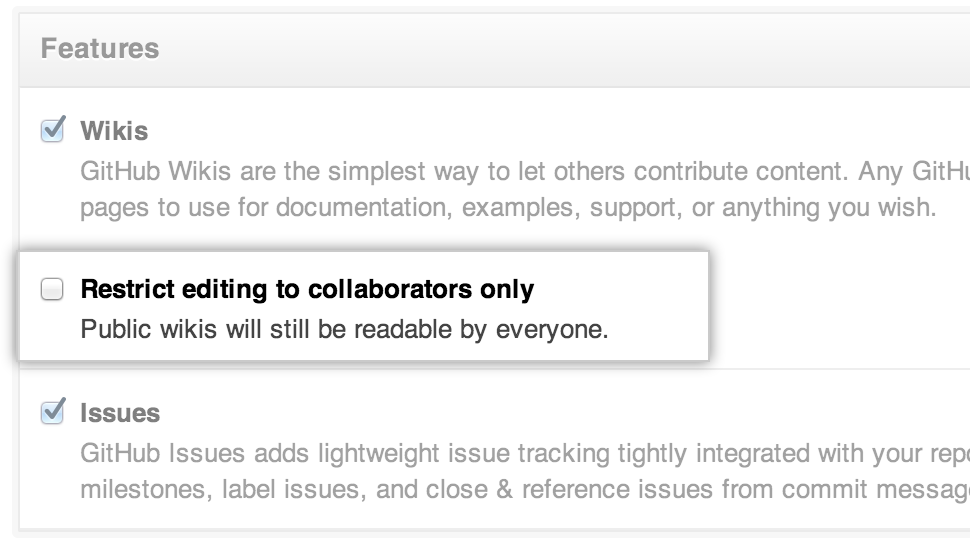 Features
Wikis
GitHub Wikis are the simplest way to let others contribute content. Any
pages to use for documentation, examples, support, or anything you wish.
Restrict editing to collaborators only
Public wikis will still be readable by everyone.
Issues
GitHub Issues adds lightweight issue tracking tightly integrated with your
milestones, label issues, and close & reference issues from commit